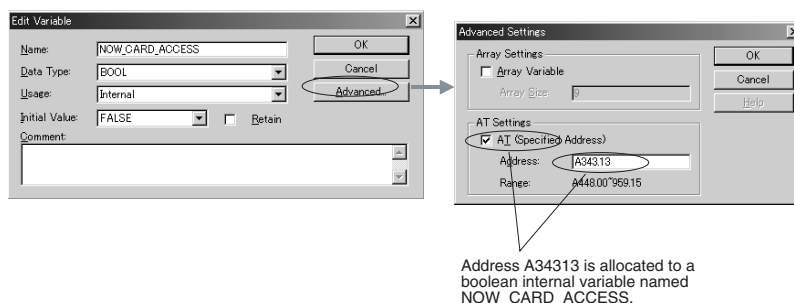 Edit Variable
Name: NOW_CARD_ACCESS OK
Data Type: BOOL Cancel
Usage: Internal Advanced...
Initial Value: FALSE Retain
Comment:
Advanced Settings
Array Settings OK
Array Variable Cancel
Array Size: 9 Help
AT Settings
AT (Specified Address)
Address: A343.13
Range: A448.00~959.15
Address A34313 is allocated to a
boolean internal variable named
NOW_CARD_ACCESS.